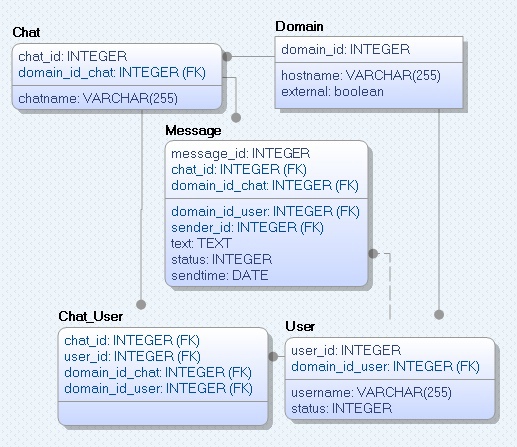 Chat
chat_id: INTEGER
domain_id_chat: INTEGER (FK)
chatname: VARCHAR(255)
Domain
domain_id: INTEGER
hostname: VARCHAR(255)
external: boolean
Message
message_id: INTEGER
chat_id: INTEGER (FK)
domain_id_chat: INTEGER (FK)
domain_id_user: INTEGER (FK)
sender_id: INTEGER (FK)
text: TEXT
status: INTEGER
sendtime: DATE
Chat_User
chat_id: INTEGER (FK)
user_id: INTEGER (FK)
domain_id_chat: INTEGER (FK)
domain_id_user: INTEGER (FK)
User
user_id: INTEGER
domain_id_user: INTEGER (FK)
username: VARCHAR(255)
status: INTEGER